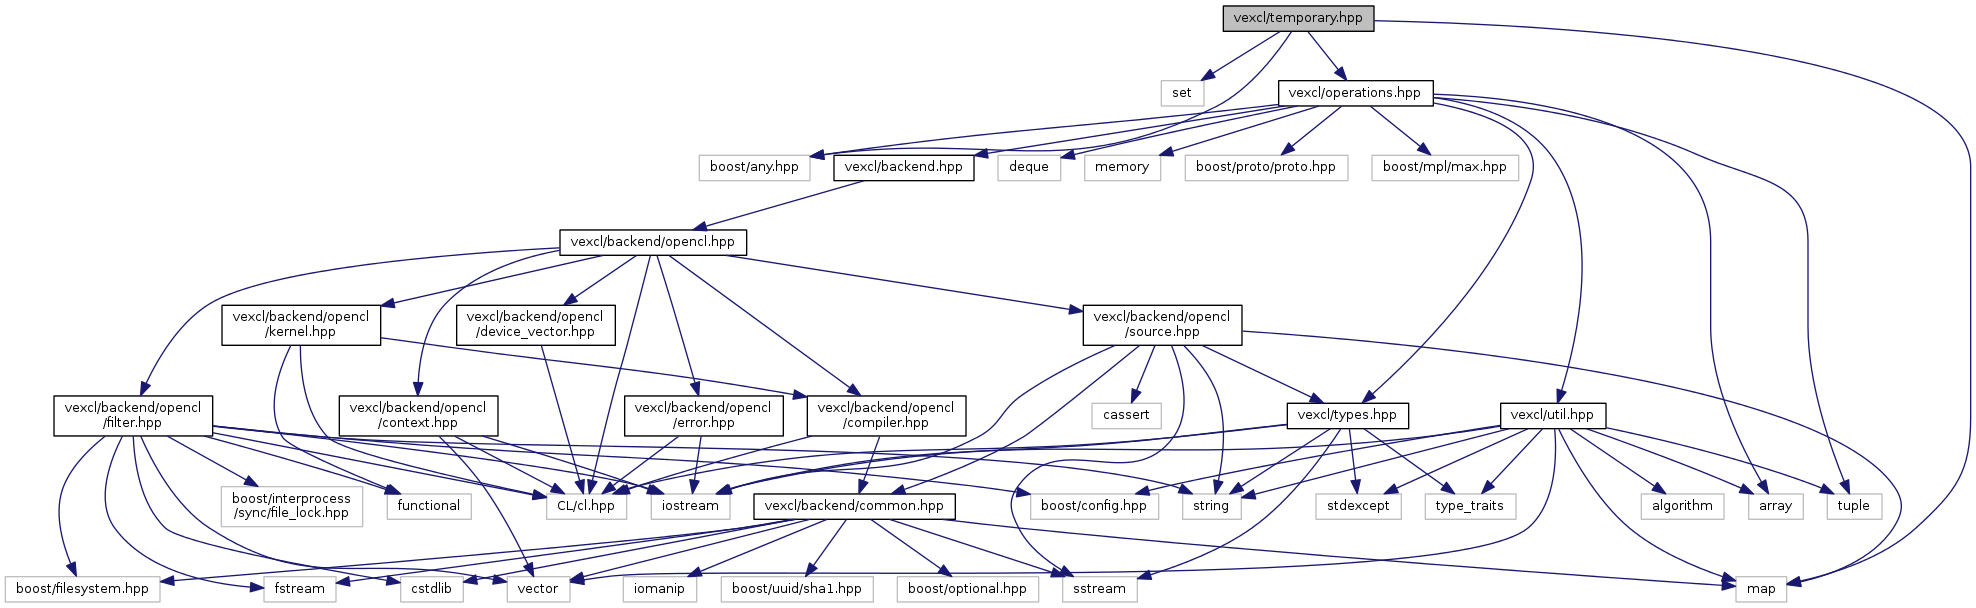 vexcl/temporary.hpp
set
vexcl/operations.hpp
boost/any.hpp
vexcl/backend.hpp
deque
memory
boost/proto/proto.hpp
boost/mpl/max.hpp
vexcl/backend/opencl.hpp
vexcl/backend/opencl
/kernel.hpp
vexcl/backend/opencl
/device_vector.hpp
vexcl/backend/opencl
/source.hpp
vexcl/backend/opencl
/filter.hpp
vexcl/backend/opencl
/context.hpp
vexcl/backend/opencl
/error.hpp
vexcl/backend/opencl
/compiler.hpp
cassert
vexcl/types.hpp
vexcl/util.hpp
boost/interprocess
/sync/file_lock.hpp
functional
CL/cl.hpp
iostream
vexcl/backend/common.hpp
boost/config.hpp
string
stdexcept
type_traits
algorithm
array
tuple
boost/filesystem.hpp
fstream
cstdlib
vector
iomanip
boost/uuid/sha1.hpp
boost/optional.hpp
sstream
map